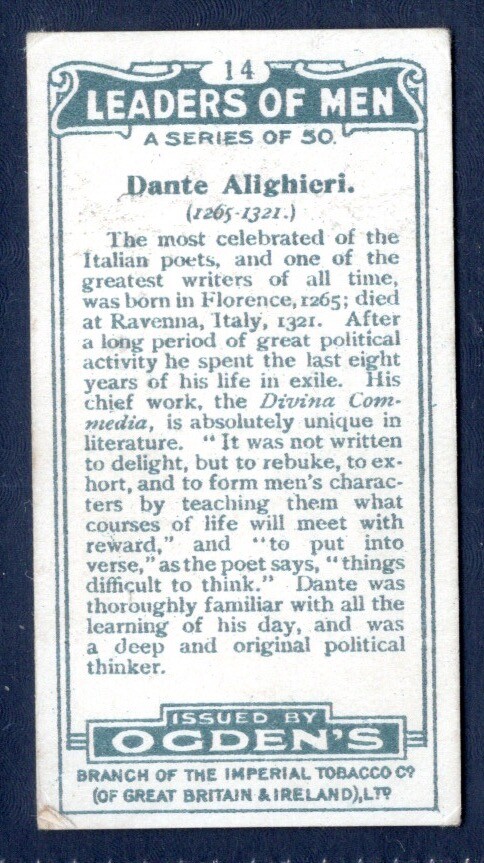 14
LEADERS OF MEN
A SERIES OF 50.
Dante Alighieri.
(1265-1321.)
The most celebrated of the
Italian poets, and one of the
greatest writers of all time,
was born in Florence, 1265; died
at Ravenna, Italy, 1321. After
a long period of great political
activity he spent the last eight
years of his life in exile. His
chief work, the Divina Com-
media, is absolutely unique in
literature. "It was not written
to delight, but to rebuke, to ex-
hort, and to form men's charac-
ters by teaching them what
courses of life will meet with
reward," and "to put into
verse," as the poet says, "things
difficult to think." Dante was
thoroughly familiar with all the
learning of his day, and was
a deep and original political
thinker.
ISSUED BY
OGDEN'S
BRANCH OF THE IMPERIAL TOBACCO Co
(OF GREAT BRITAIN & IRELAND), LTD